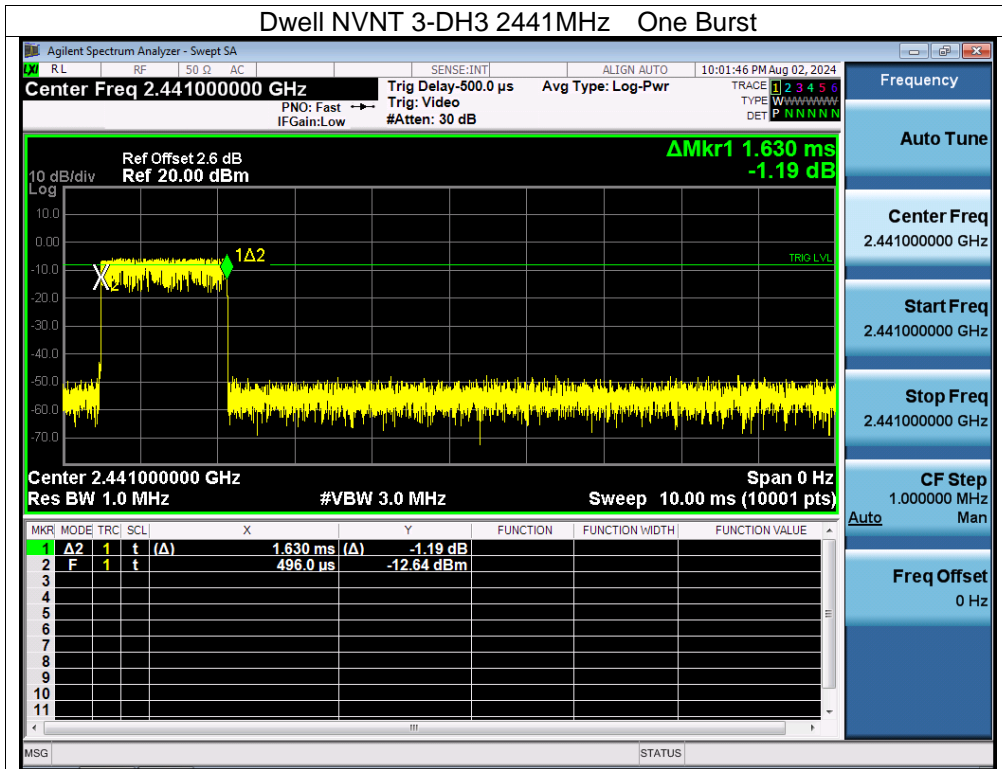 Dwell NVNT 3-DH3 2441MHz One Burst
Agilent Spectrum Analyzer - Swept SA
LXI RL RF 50 Ω AC SENSE:INT ALIGN AUTO 10:01:46 PM Aug 02, 2024
Center Freq 2.441000000 GHz
PNO: Fast
IFGain:Low
Trig Delay-500.0 µs
Trig: Video
#Atten: 30 dB
Avg Type: Log-Pwr
TRACE 1 2 3 4 5 6
TYPE WWWWWW
DET P N N N N N
ΔMkr1 1.630 ms
-1.19 dB
Ref Offset 2.6 dB
10 dB/div Ref 20.00 dBm
Log
10.0
0.00
-10.0
-20.0
-30.0
-40.0
-50.0
-60.0
-70.0
1Δ2
2
TRIG LVL
Center 2.441000000 GHz Span 0 Hz
Res BW 1.0 MHz #VBW 3.0 MHz Sweep 10.00 ms (10001 pts)
MKR MODE TRC SCL X Y FUNCTION FUNCTION WIDTH FUNCTION VALUE
1 Δ2 1 t (Δ) 1.630 ms (Δ) -1.19 dB
2 F 1 t 496.0 µs -12.64 dBm
3
4
5
6
7
8
9
10
11
MSG STATUS
Frequency
Auto Tune
Center Freq
2.441000000 GHz
Start Freq
2.441000000 GHz
Stop Freq
2.441000000 GHz
CF Step
1.000000 MHz
Auto Man
Freq Offset
0 Hz